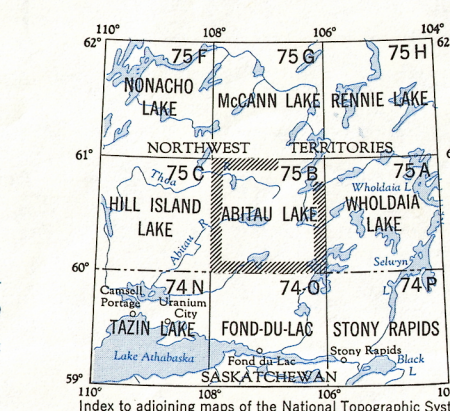 110° 108° 106° 104°
62°
75 F 75 G 75 H
NONACHO LAKE
McCANN LAKE
RENNIE LAKE
NORTHWEST TERRITORIES
61°
75 C 75 B 75 A
Thoa
Wholdaia L
HILL ISLAND LAKE
ABITAU LAKE
WHOLDAIA LAKE
Abitau R
Selwyn
L
60°
74 N 74-O 74 P
Camsell Portage
Uranium City
TAZIN LAKE
FOND-DU-LAC
STONY RAPIDS
Lake Athabaska
Fond du-Lac
Stony Rapids
Black L
SASKATCHEWAN
59°
110° 108° 106°
Index to adjoining maps of the National Topographic